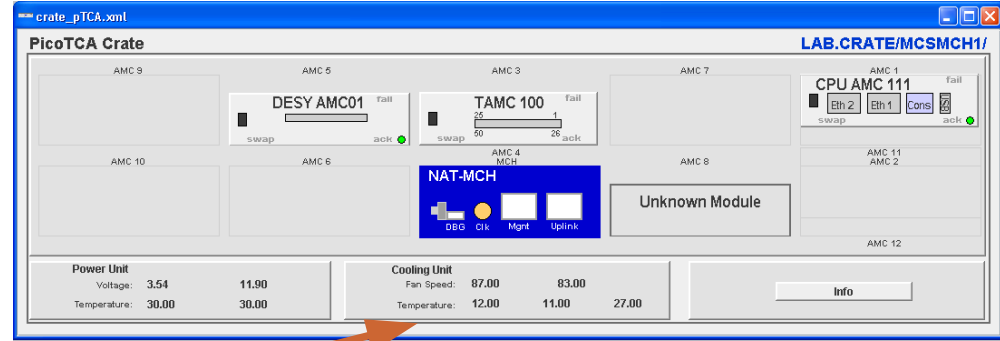 crate_pTCA.xml
PicoTCA Crate LAB.CRATE/MCSMCH1/
AMC 9 AMC 5 AMC 3 AMC 7 AMC 1
DESY AMC01 fail
swap ack
TAMC 100 fail
25 1
50 26
swap ack
CPU AMC 111 fail
Eth 2 Eth 1 Cons USB
swap ack
AMC 10 AMC 6 AMC 4 AMC 8 AMC 11
MCH AMC 2
NAT-MCH
DBG Clk Mgnt Uplink
Unknown Module
AMC 12
Power Unit
Voltage: 3.54 11.90
Temperature: 30.00 30.00
Cooling Unit
Fan Speed: 87.00 83.00
Temperature: 12.00 11.00 27.00
Info